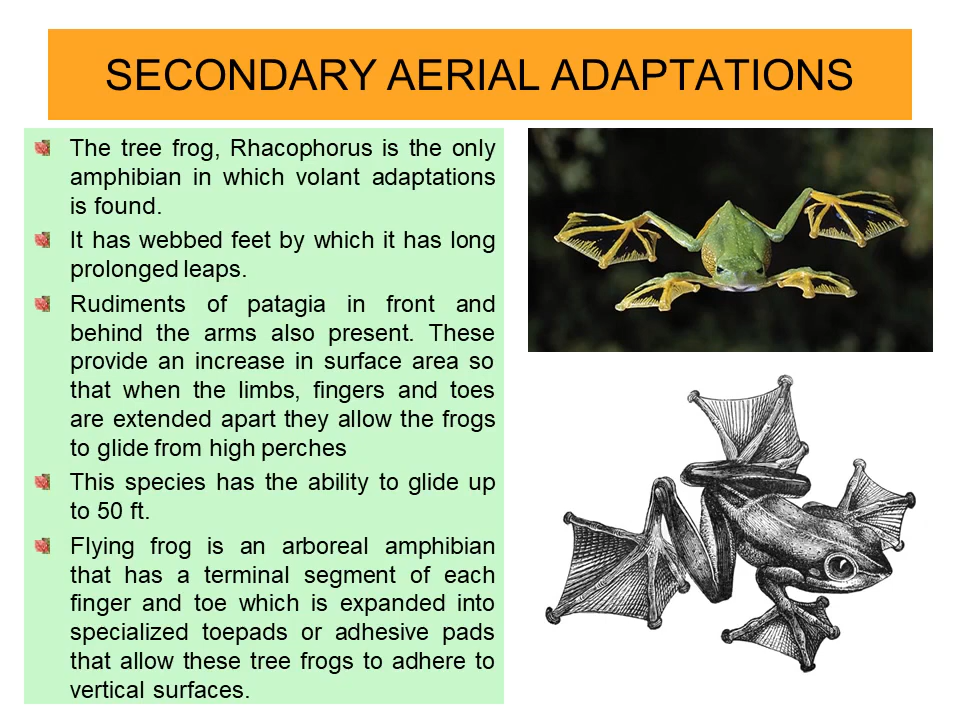 SECONDARY AERIAL ADAPTATIONS
The tree frog, Rhacophorus is the only
amphibian in which volant adaptations
is found.
It has webbed feet by which it has long
prolonged leaps.
Rudiments of patagia in front and
behind the arms also present. These
provide an increase in surface area so
that when the limbs, fingers and toes
are extended apart they allow the frogs
to glide from high perches
This species has the ability to glide up
to 50 ft.
Flying frog is an arboreal amphibian
that has a terminal segment of each
finger and toe which is expanded into
specialized toepads or adhesive pads
that allow these tree frogs to adhere to
vertical surfaces.